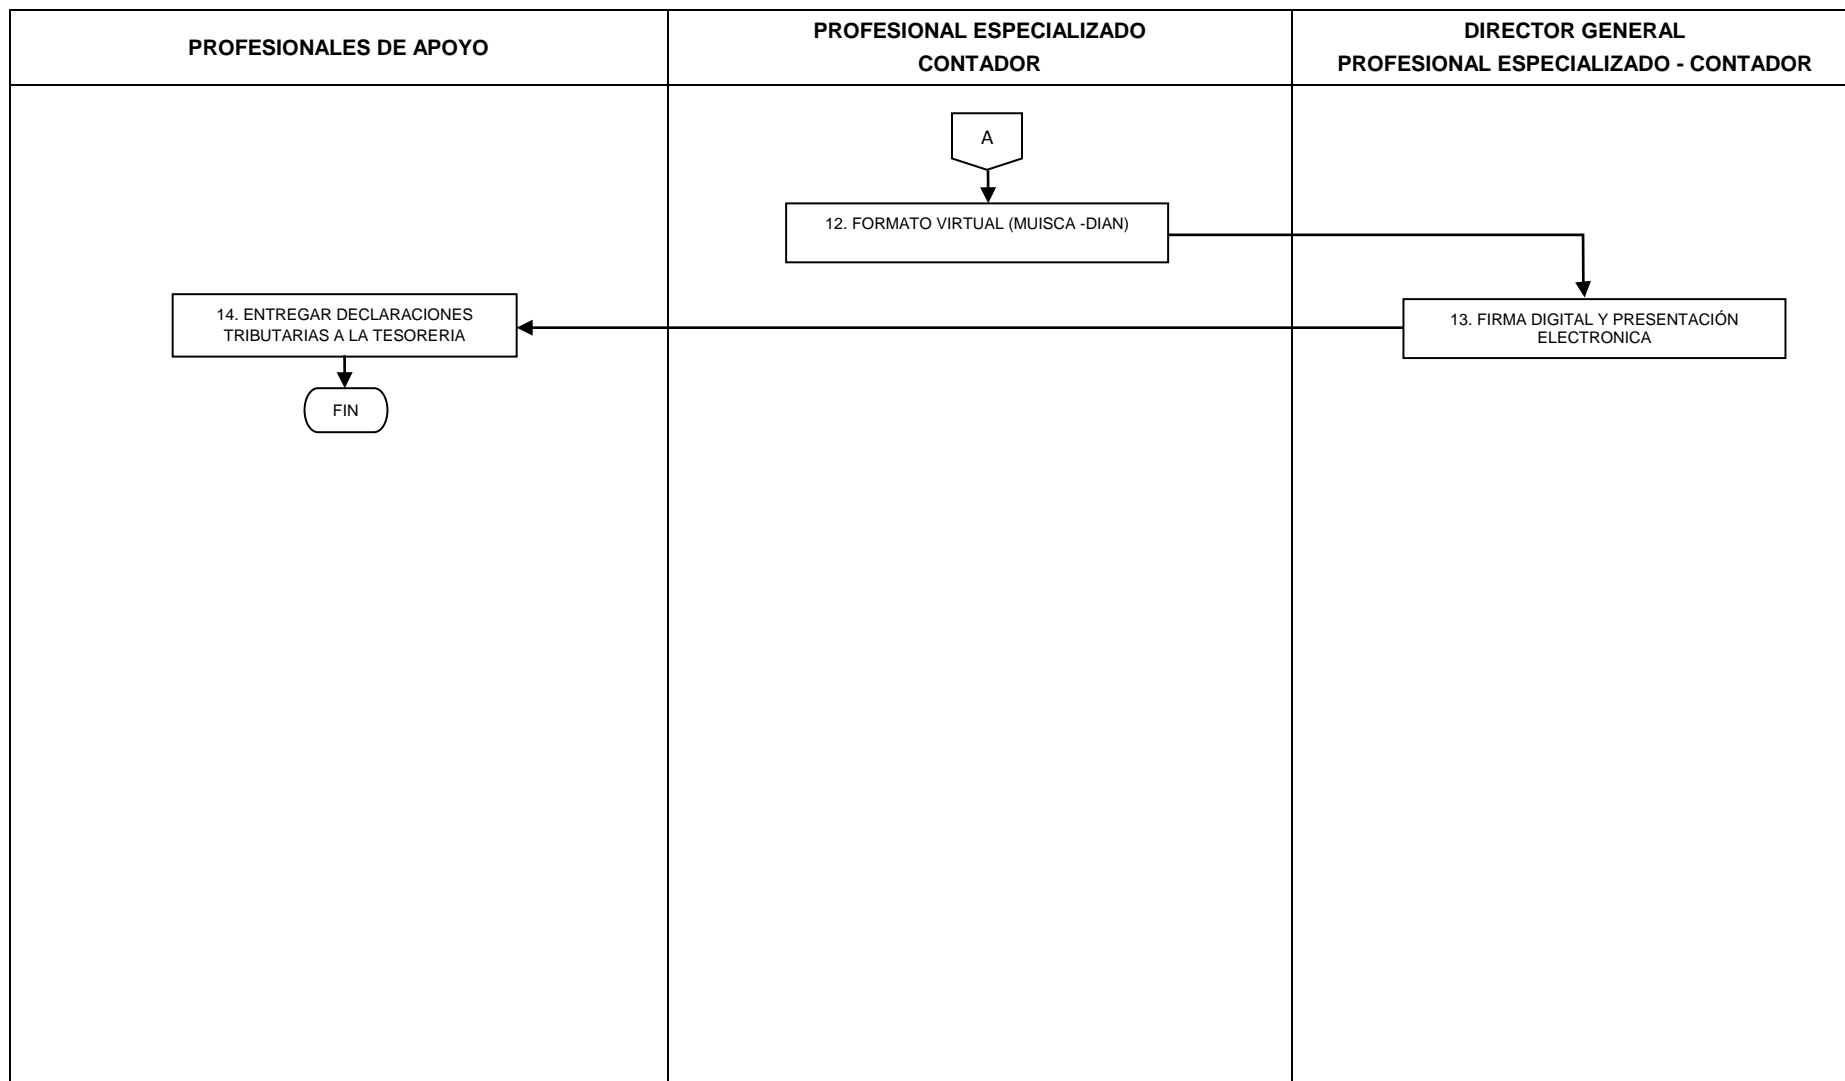 PROFESIONALES DE APOYO
PROFESIONAL ESPECIALIZADO
CONTADOR
DIRECTOR GENERAL
PROFESIONAL ESPECIALIZADO - CONTADOR
A
12. FORMATO VIRTUAL (MUISCA -DIAN)
13. FIRMA DIGITAL Y PRESENTACIÓN
ELECTRONICA
14. ENTREGAR DECLARACIONES
TRIBUTARIAS A LA TESORERIA
FIN